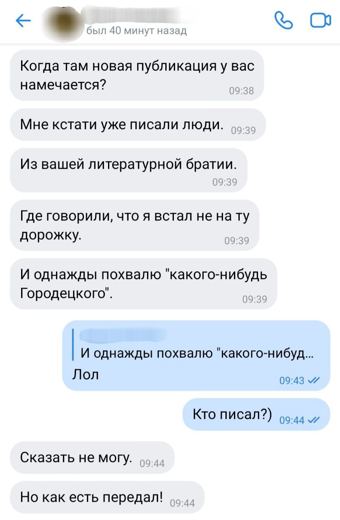 был 40 минут назад
Когда там новая публикация у вас
намечается?
09:38
Мне кстати уже писали люди.
09:39
Из вашей литературной братии.
09:39
Где говорили, что я встал не на ту
дорожку.
09:39
И однажды похвалю "какого-нибудь
Городецкого".
09:39
И однажды похвалю "какого-нибуд...
Лол
09:43
Кто писал?)
09:44
Сказать не могу.
09:44
Но как есть передал!
09:44